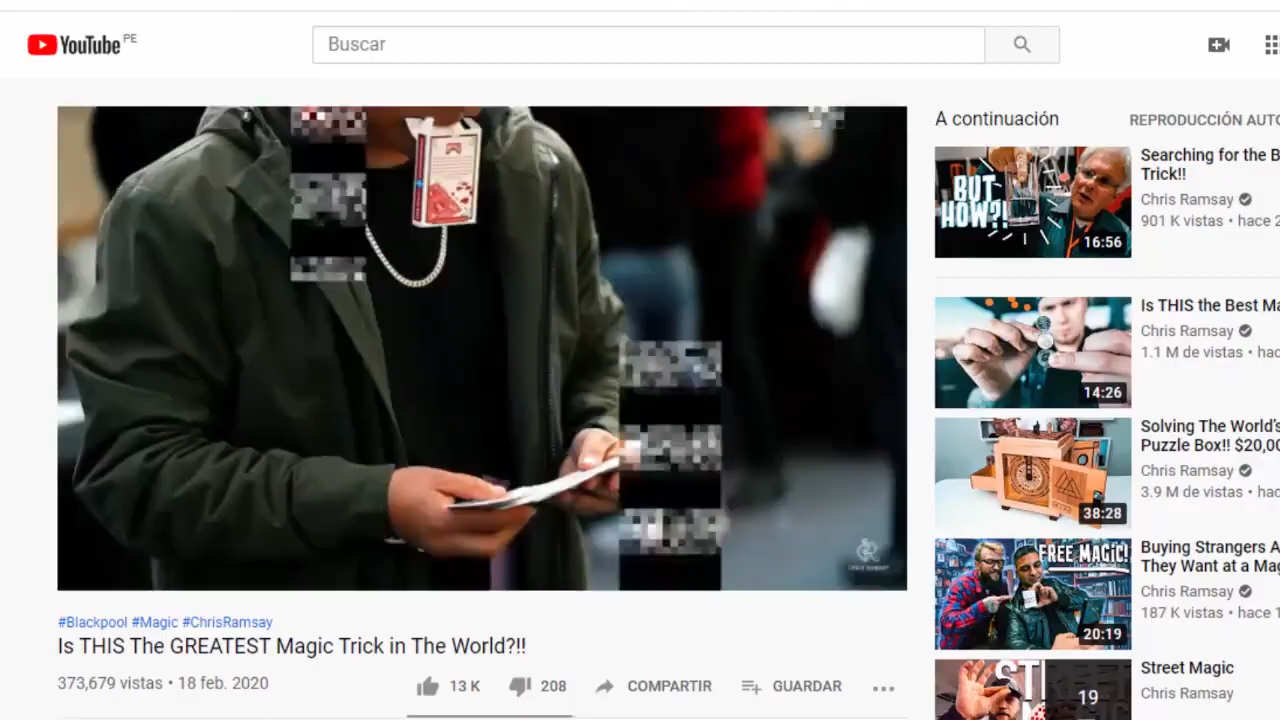 YouTube PE
Buscar
CHRIS RAMSAY
#Blackpool #Magic #ChrisRamsay
Is THIS The GREATEST Magic Trick in The World?!!
373,679 vistas • 18 feb. 2020
13 K
208
COMPARTIR
GUARDAR
A continuación
REPRODUCCIÓN AUTO
BUT
HOW?!
16:56
Searching for the B
Trick!!
Chris Ramsay
901 K vistas • hace 2
14:26
Is THIS the Best Ma
Chris Ramsay
1.1 M de vistas • hac
38:28
Solving The World's
Puzzle Box!! $20,00
Chris Ramsay
3.9 M de vistas • hac
FREE MAGIC!
20:19
Buying Strangers A
They Want at a Mag
Chris Ramsay
187 K vistas • hace 1
19
Street Magic
Chris Ramsay